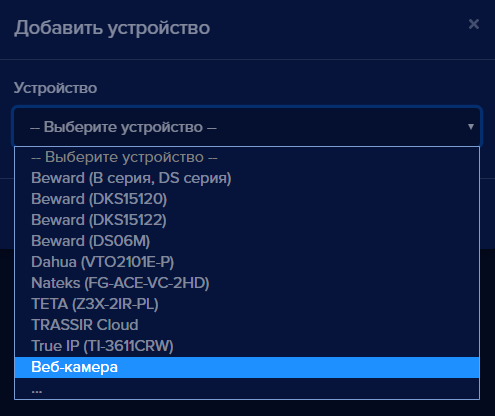 Добавить устройство
×
Устройство
-- Выберите устройство --
-- Выберите устройство --
Beward (В серия, DS серия)
Beward (DKS15120)
Beward (DKS15122)
Beward (DS06M)
Dahua (VTO2101E-P)
Nateks (FG-ACE-VC-2HD)
TETA (Z3X-2IR-PL)
TRASSIR Cloud
True IP (TI-3611CRW)
Веб-камера
...